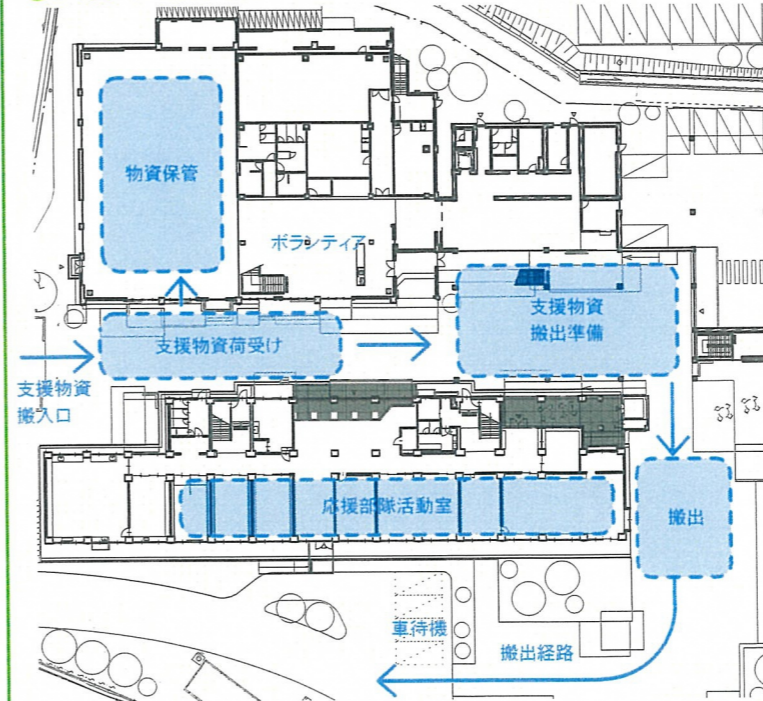 物資保管
ボランティア
支援物資荷受け
支援物資
搬出準備
支援物資
搬入口
応援部隊活動室
搬出
車待機
搬出経路